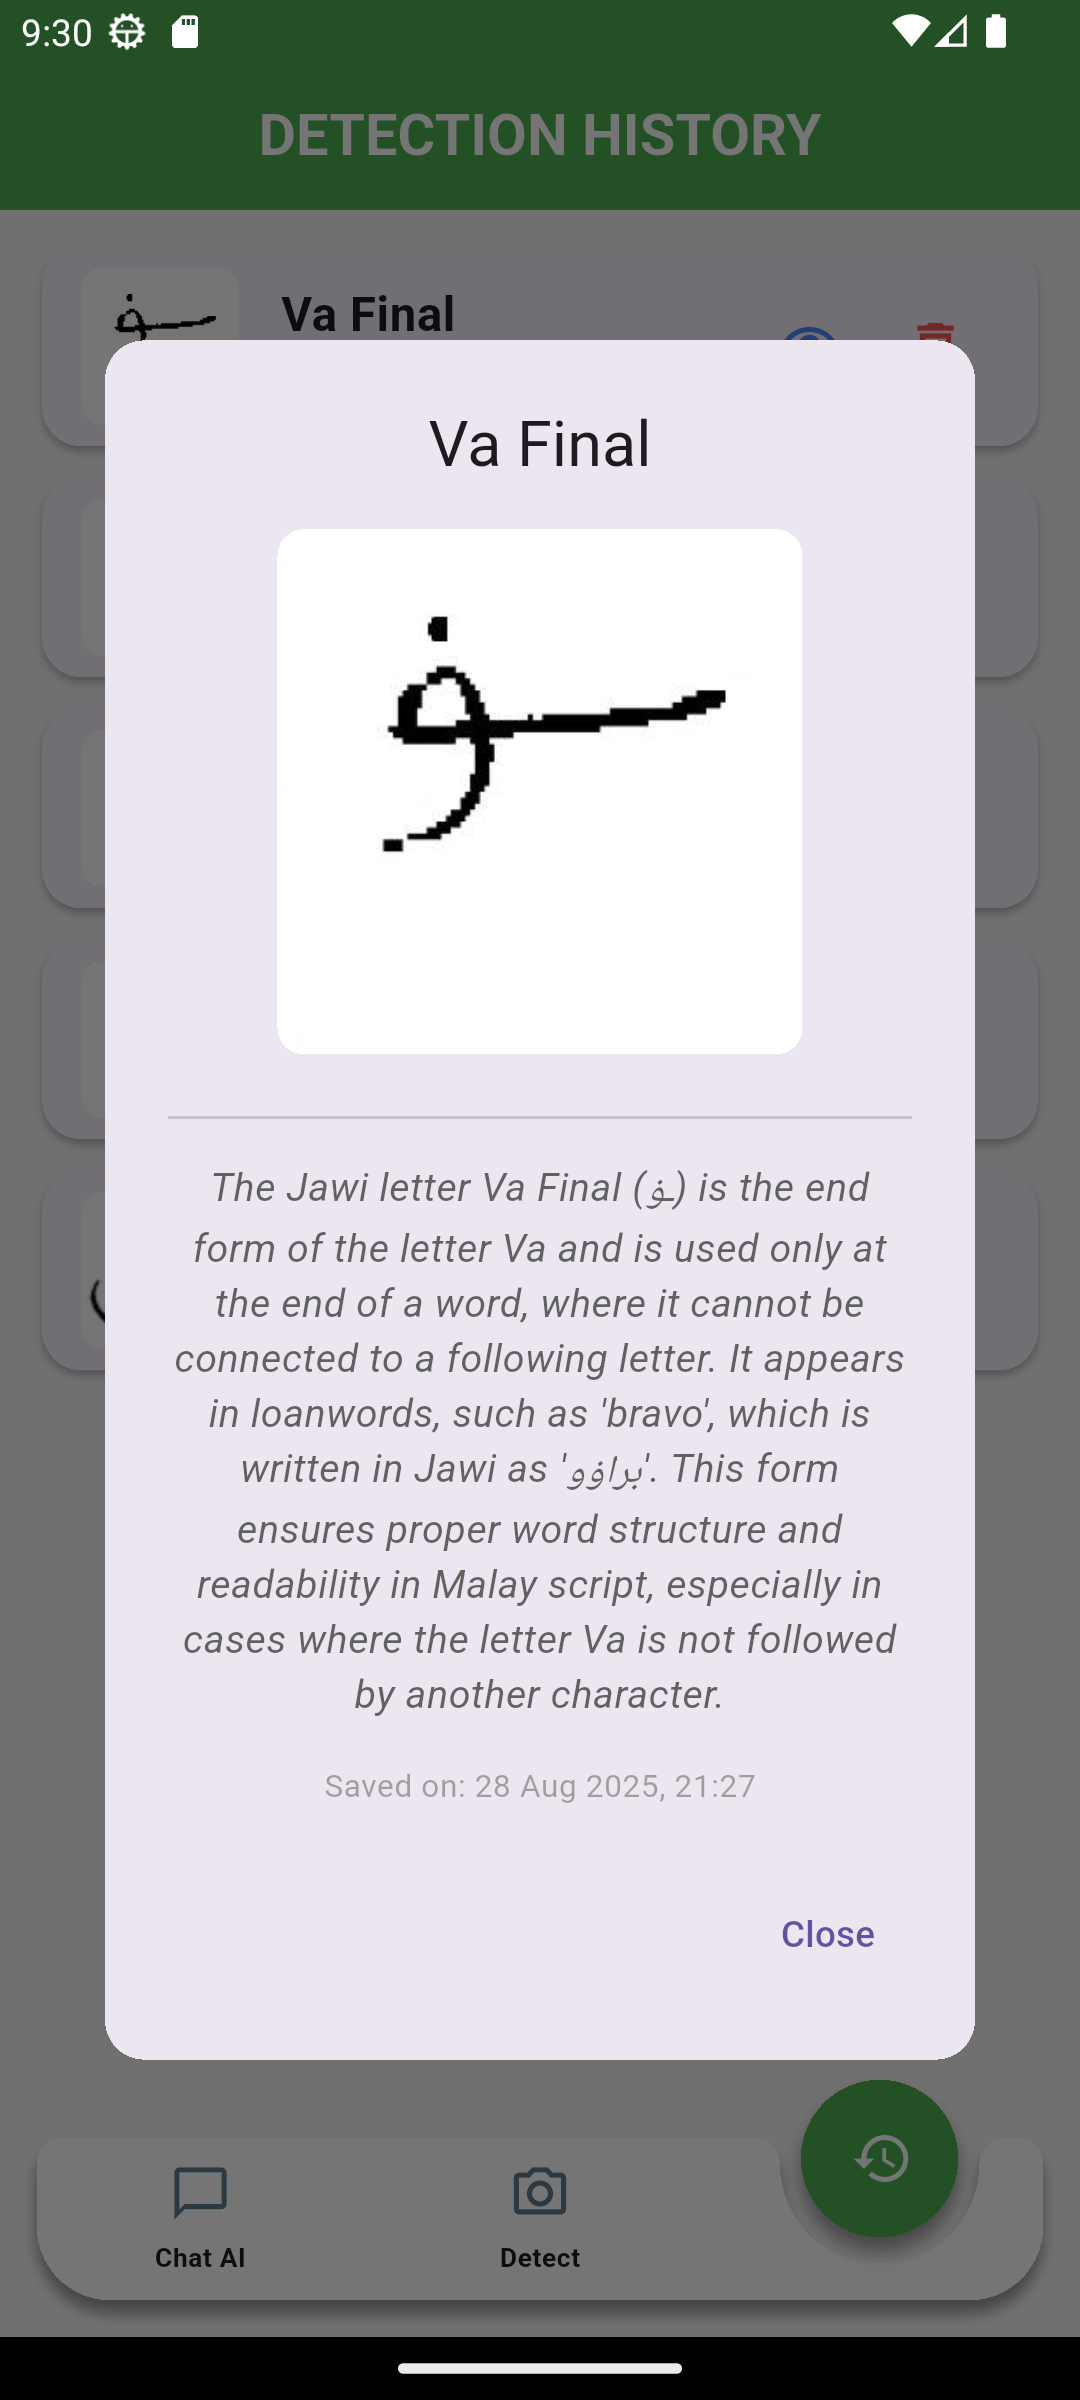 9:30
DETECTION HISTORY
Va Final
Va Final
ـۏ
The Jawi letter Va Final (ـۏ) is the end
form of the letter Va and is used only at
the end of a word, where it cannot be
connected to a following letter. It appears
in loanwords, such as 'bravo', which is
written in Jawi as 'براۏو'. This form
ensures proper word structure and
readability in Malay script, especially in
cases where the letter Va is not followed
by another character.
Saved on: 28 Aug 2025, 21:27
Close
Chat AI
Detect